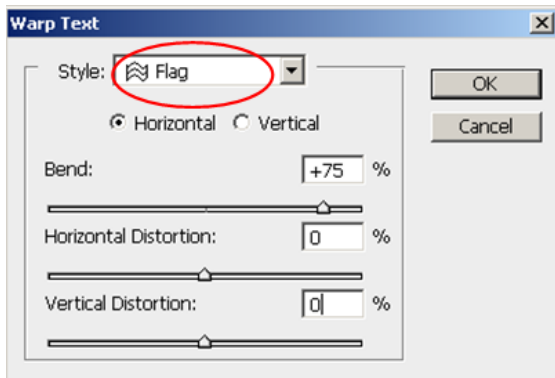 Warp Text
Style: Flag
OK
Horizontal Vertical
Cancel
Bend: +75 %
Horizontal Distortion: 0 %
Vertical Distortion: 0 %